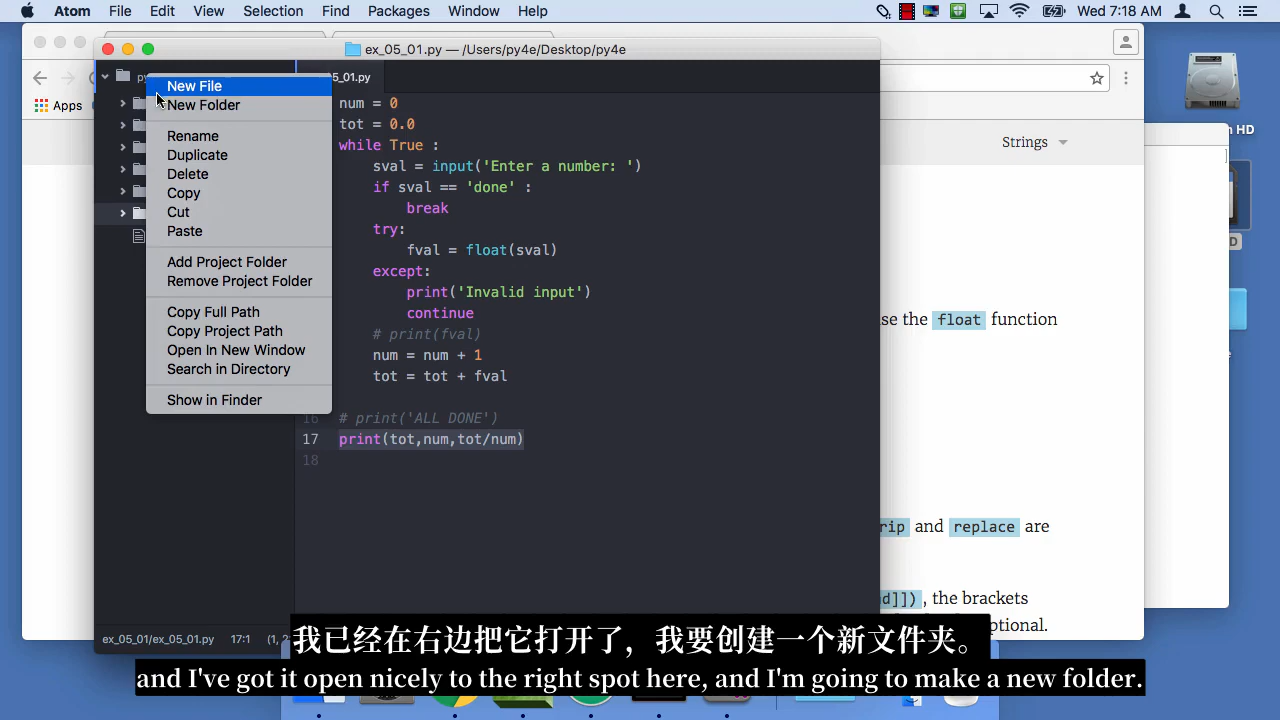 Atom File Edit View Selection Find Packages Window Help Wed 7:18 AM
ex_05_01.py — /Users/py4e/Desktop/py4e
Apps
HD
Strings
New File
New Folder
Rename
Duplicate
Delete
Copy
Cut
Paste
Add Project Folder
Remove Project Folder
Copy Full Path
Copy Project Path
Open In New Window
Search in Directory
Show in Finder
num = 0
tot = 0.0
while True :
sval = input('Enter a number: ')
if sval == 'done' :
break
try:
fval = float(sval)
except:
print('Invalid input')
continue
# print(fval)
num = num + 1
tot = tot + fval
16 # print('ALL DONE')
17 print(tot,num,tot/num)
18
the float function
and replace are
, the brackets
ex_05_01/ex_05_01.py 17:1
我已经在右边把它打开了，我要创建一个新文件夹。
and I've got it open nicely to the right spot here, and I'm going to make a new folder.